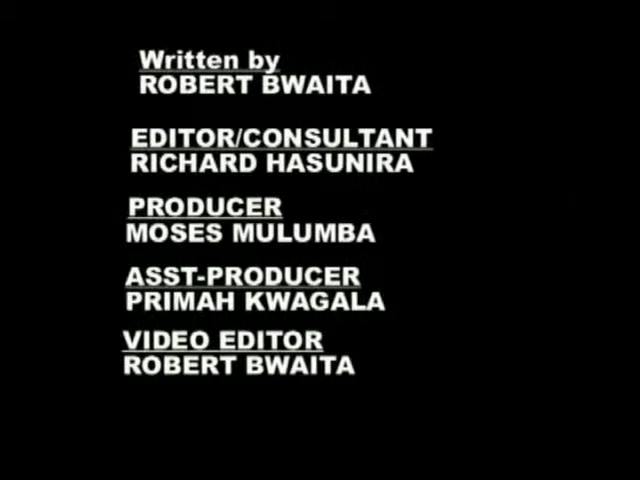 Written by
ROBERT BWAITA
EDITOR/CONSULTANT
RICHARD HASUNIRA
PRODUCER
MOSES MULUMBA
ASST-PRODUCER
PRIMAH KWAGALA
VIDEO EDITOR
ROBERT BWAITA